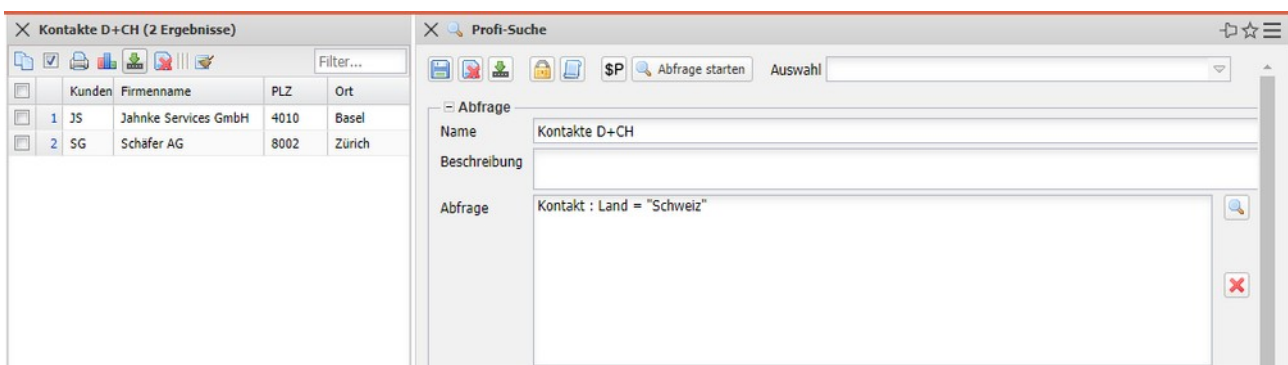 Kontakte D+CH (2 Ergebnisse)
Filter...
Kunden Firmenname PLZ Ort
1 JS Jahnke Services GmbH 4010 Basel
2 SG Schäfer AG 8002 Zürich
Profi-Suche
$P Abfrage starten Auswahl
Abfrage
Name Kontakte D+CH
Beschreibung
Abfrage Kontakt : Land = "Schweiz"